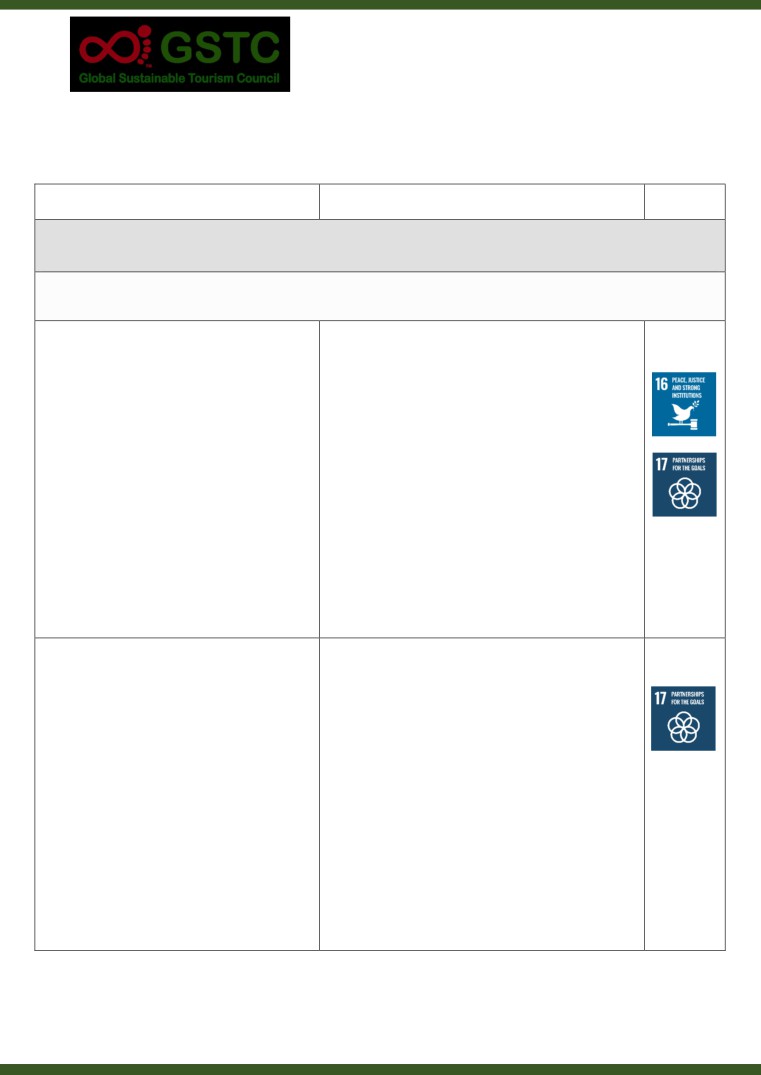 GSTC
Global Sustainable Tourism Council
16 PEACE, JUSTICE
AND STRONG
INSTITUTIONS
17 PARTNERSHIPS
FOR THE GOALS
17 PARTNERSHIPS
FOR THE GOALS